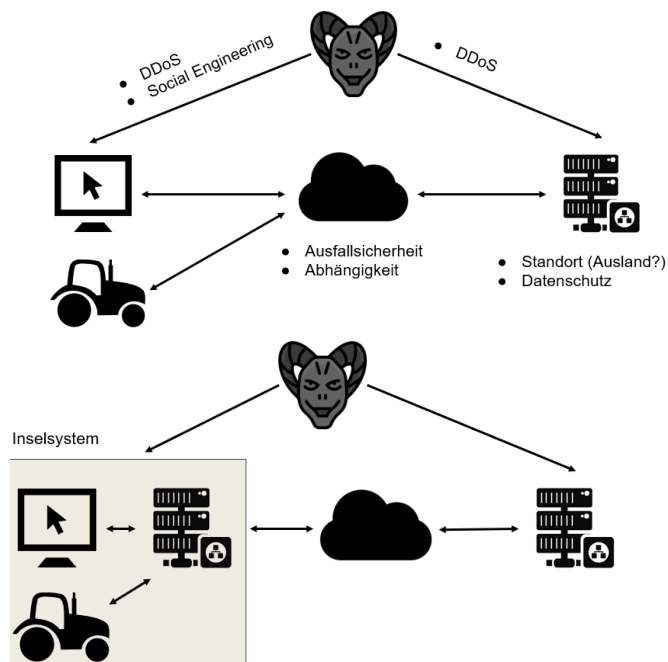 DDoS
Social Engineering
DDoS
Ausfallsicherheit
Abhängigkeit
Standort (Ausland?)
Datenschutz
Inselsystem